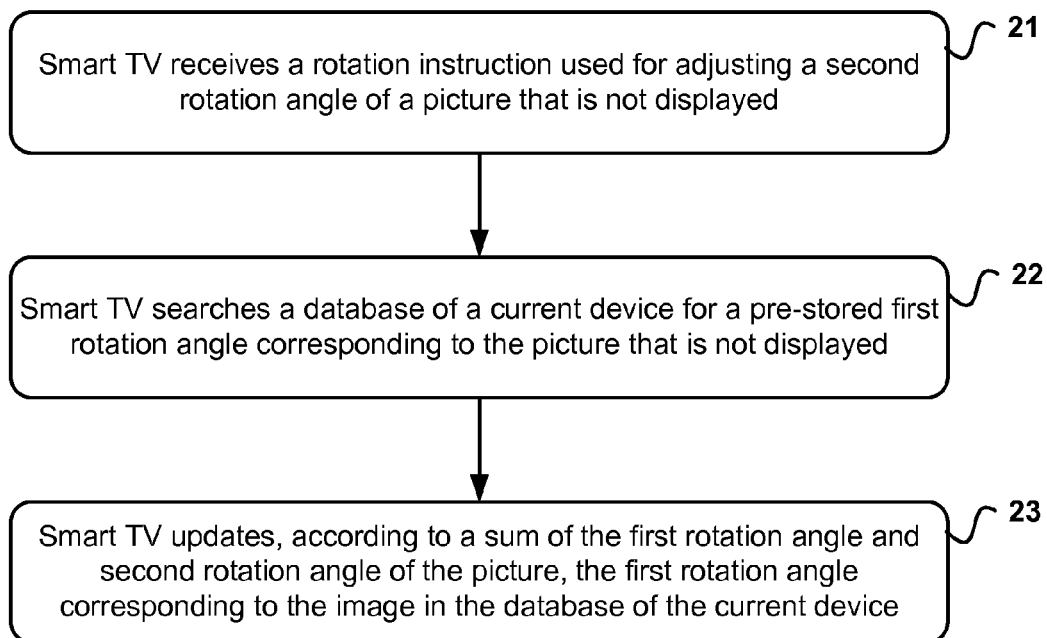 Smart TV receives a rotation instruction used for adjusting a second
rotation angle of a picture that is not displayed
21
Smart TV searches a database of a current device for a pre-stored first
rotation angle corresponding to the picture that is not displayed
22
Smart TV updates, according to a sum of the first rotation angle and
second rotation angle of the picture, the first rotation angle
corresponding to the image in the database of the current device
23